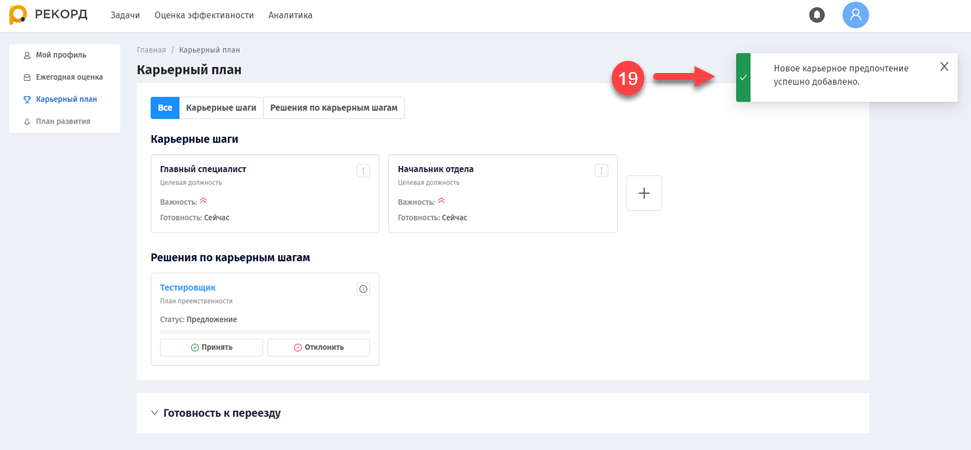 РЕКОРД
Задачи
Оценка эффективности
Аналитика
Мой профиль
Ежегодная оценка
Карьерный план
План развития
Главная / Карьерный план
Карьерный план
19
Новое карьерное предпочтение
успешно добавлено.
Все
Карьерные шаги
Решения по карьерным шагам
Карьерные шаги
Главный специалист
Целевая должность
Важность:
Готовность: Сейчас
Начальник отдела
Целевая должность
Важность:
Готовность: Сейчас
Решения по карьерным шагам
Тестировщик
План преемственности
Статус: Предложение
Принять
Отклонить
Готовность к переезду